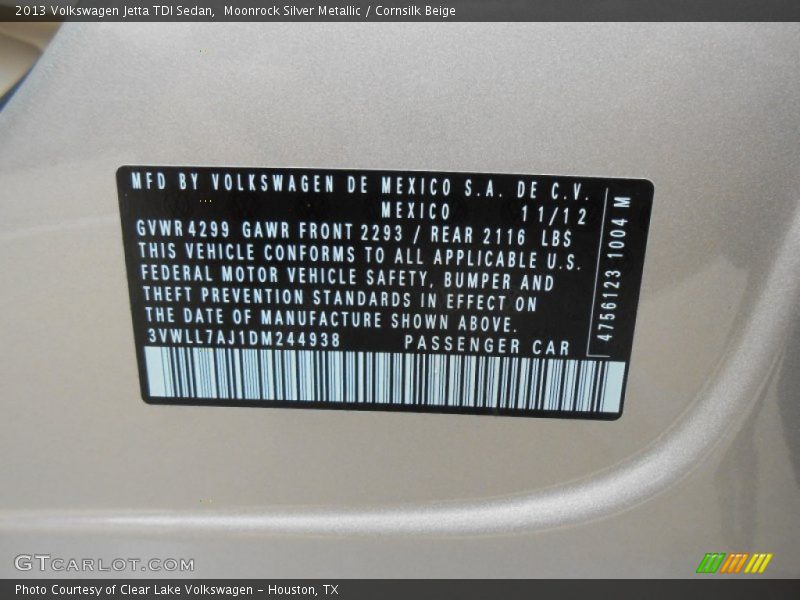 2013 Volkswagen Jetta TDI Sedan,  Moonrock Silver Metallic / Cornsilk Beige
MFD BY VOLKSWAGEN DE MEXICO S.A. DE C.V.
MEXICO 11/12
GVWR 4299 GAWR FRONT 2293 / REAR 2116 LBS
THIS VEHICLE CONFORMS TO ALL APPLICABLE U.S.
FEDERAL MOTOR VEHICLE SAFETY, BUMPER AND
THEFT PREVENTION STANDARDS IN EFFECT ON
THE DATE OF MANUFACTURE SHOWN ABOVE.
3VWLL7AJ1DM244938 PASSENGER CAR
4756123 1004 M
GTCARLOT.COM
Photo Courtesy of Clear Lake Volkswagen – Houston, TX